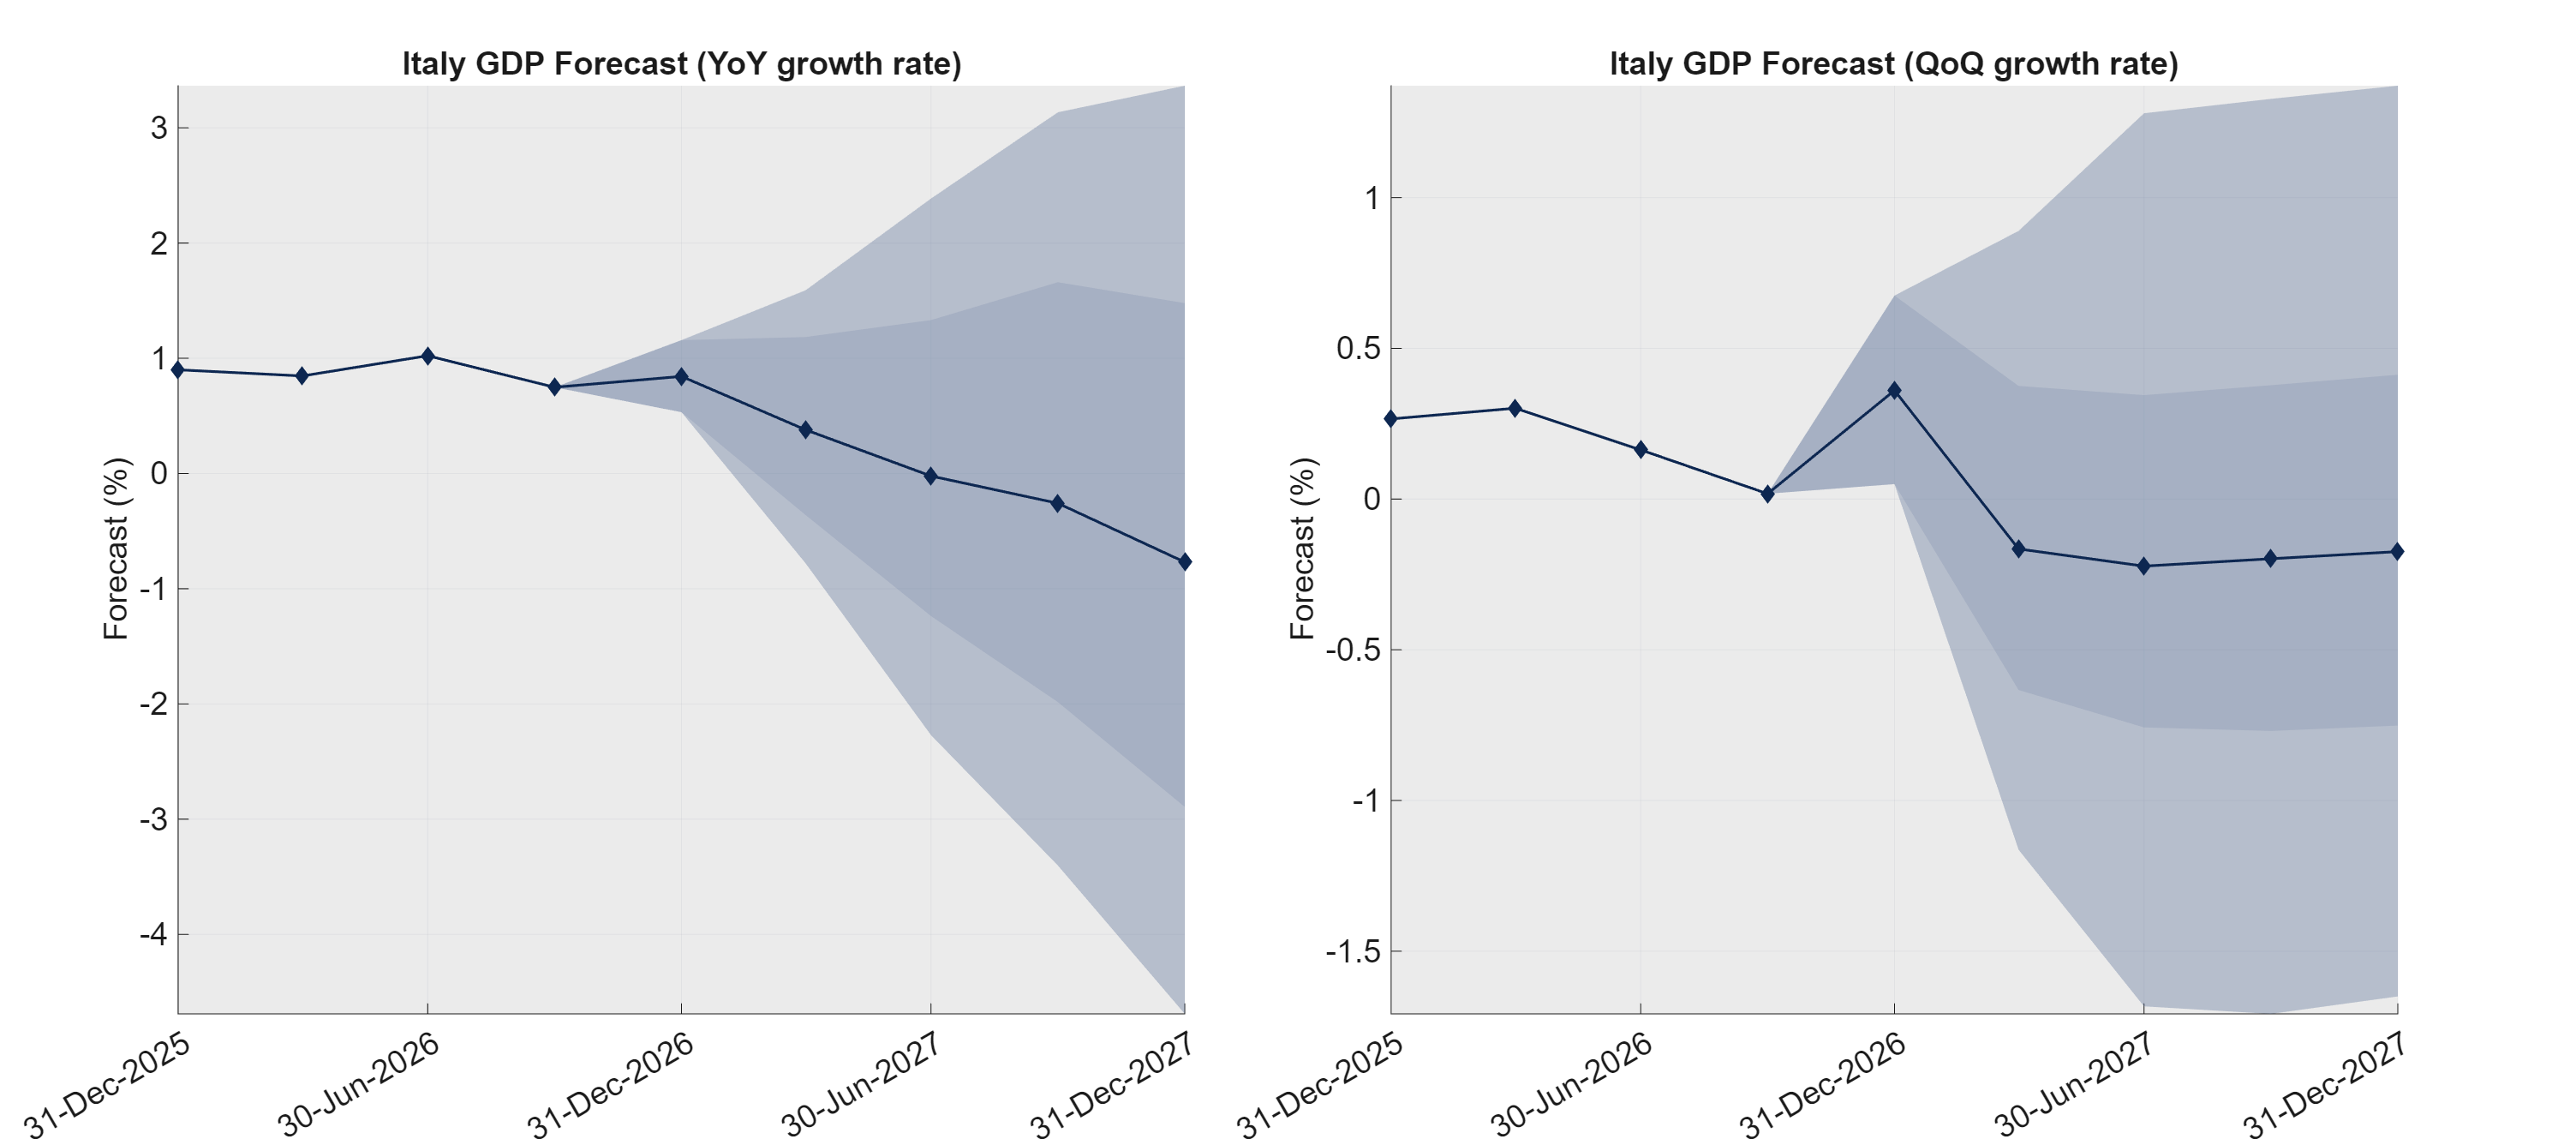 Italy GDP Forecast (YoY growth rate)
Forecast (%)
3
2
1
0
-1
-2
-3
-4
31-Dec-2025
30-Jun-2026
31-Dec-2026
30-Jun-2027
31-Dec-2027
Italy GDP Forecast (QoQ growth rate)
Forecast (%)
1
0.5
0
-0.5
-1
-1.5
31-Dec-2025
30-Jun-2026
31-Dec-2026
30-Jun-2027
31-Dec-2027